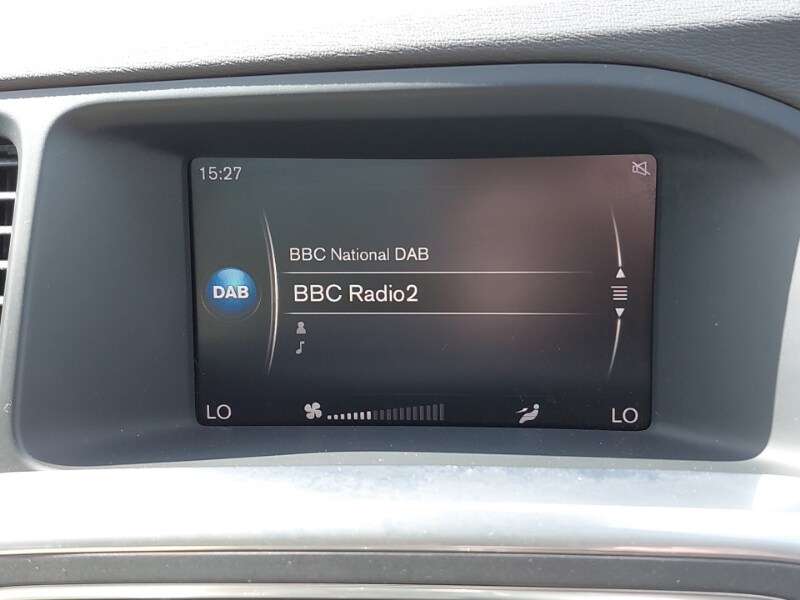 15:27
BBC National DAB
DAB
BBC Radio2
LO
LO